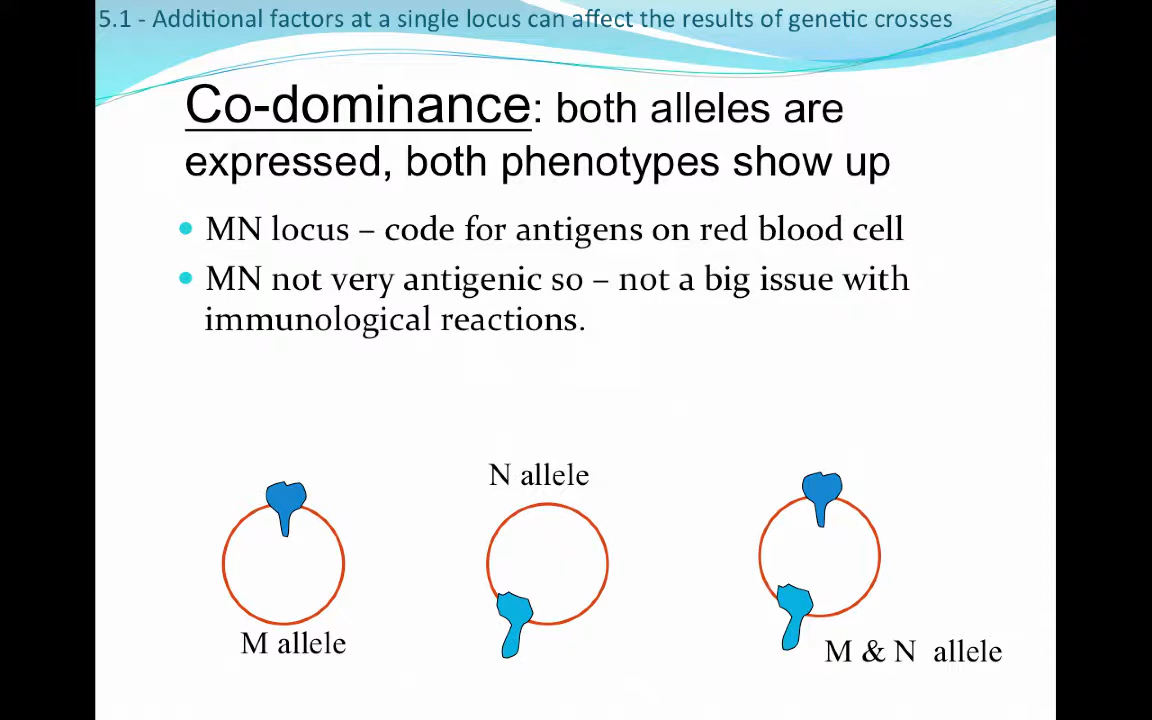 5.1 - Additional factors at a single locus can affect the results of genetic crosses
Co-dominance: both alleles are
expressed, both phenotypes show up
MN locus – code for antigens on red blood cell
MN not very antigenic so – not a big issue with
immunological reactions.
N allele
M allele
M & N allele